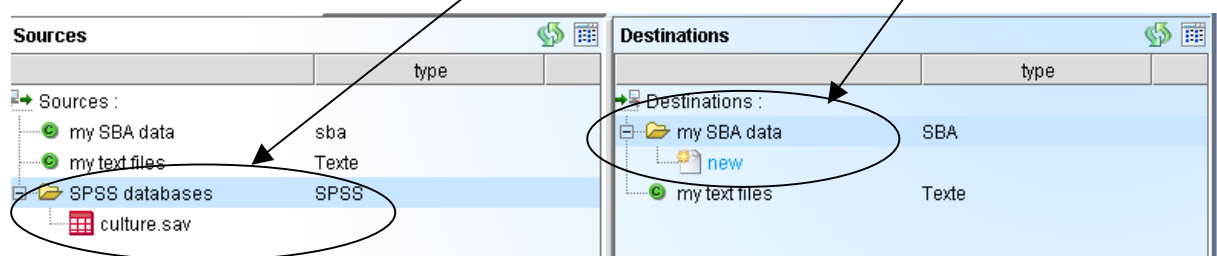 Sources
type
Sources :
my SBA data sba
my text files Texte
SPSS databases SPSS
culture.sav
Destinations
type
Destinations :
my SBA data SBA
new
my text files Texte